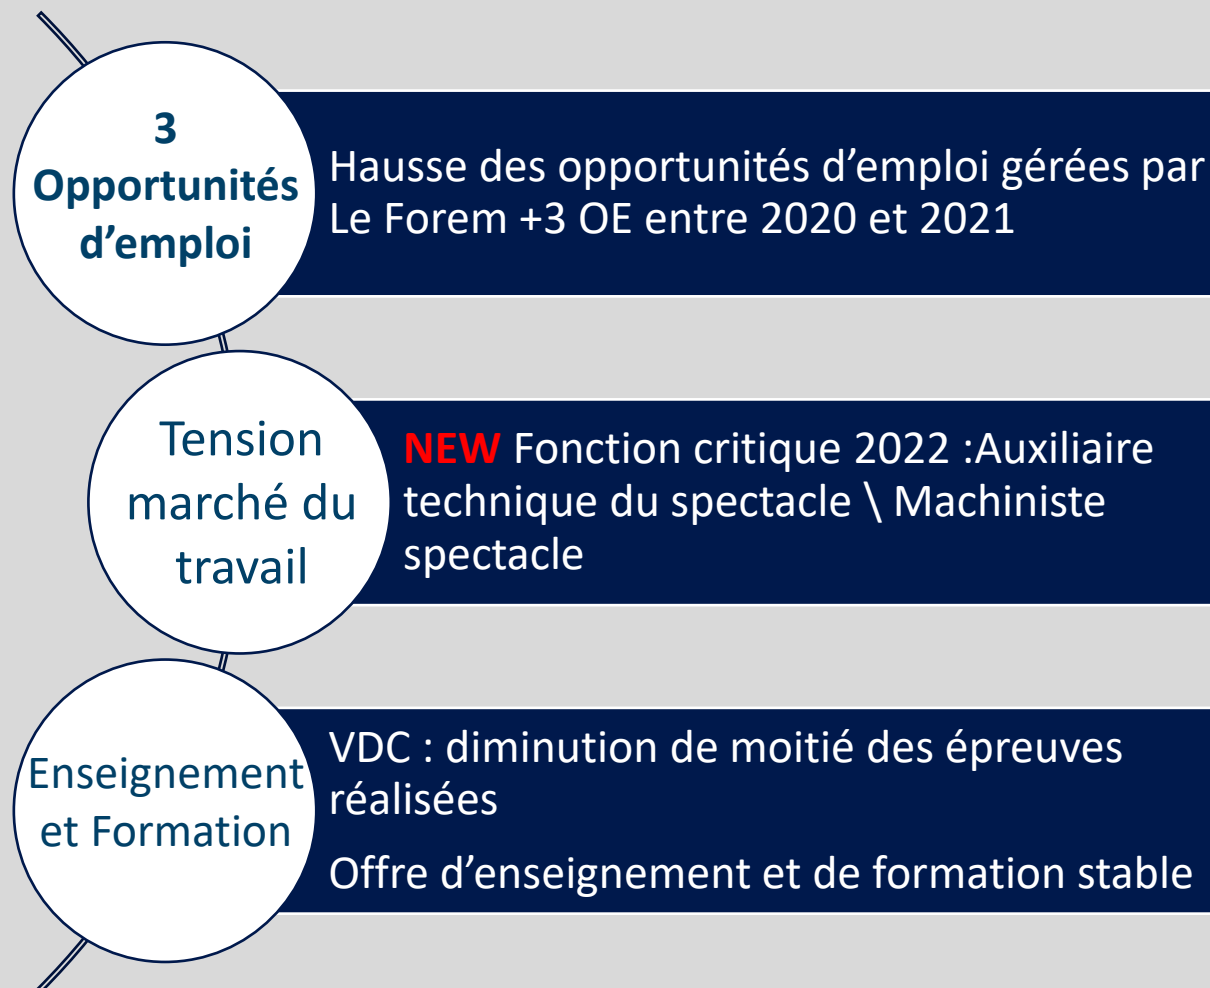 3
Opportunités
d’emploi
Hausse des opportunités d’emploi gérées par
Le Forem +3 OE entre 2020 et 2021
Tension
marché du
travail
NEW Fonction critique 2022 :Auxiliaire
technique du spectacle \ Machiniste
spectacle
Enseignement
et Formation
VDC : diminution de moitié des épreuves
réalisées
Offre d’enseignement et de formation stable